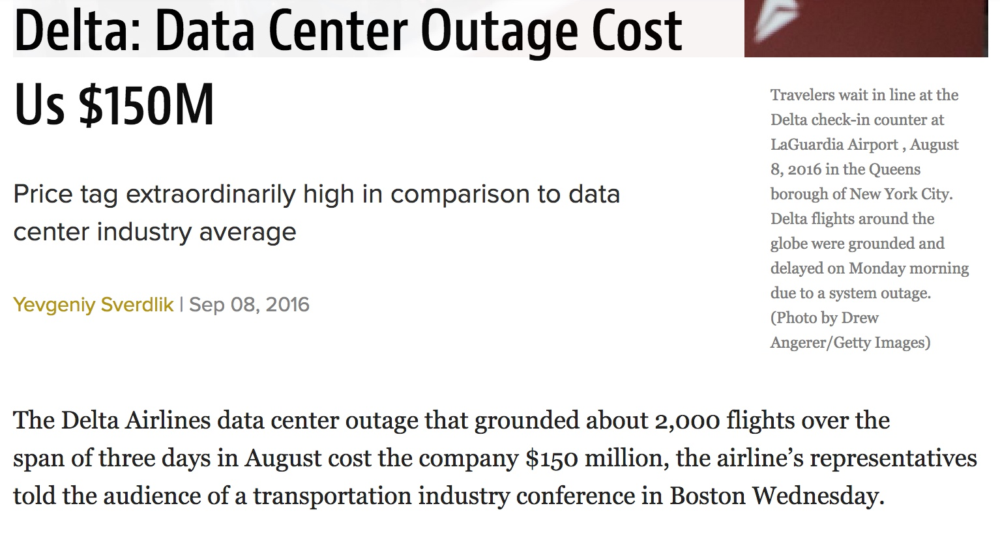 Delta: Data Center Outage Cost
Us $150M
Price tag extraordinarily high in comparison to data
center industry average
Yevgeniy Sverdlik | Sep 08, 2016
Travelers wait in line at the
Delta check-in counter at
LaGuardia Airport , August
8, 2016 in the Queens
borough of New York City.
Delta flights around the
globe were grounded and
delayed on Monday morning
due to a system outage.
(Photo by Drew
Angerer/Getty Images)
The Delta Airlines data center outage that grounded about 2,000 flights over the
span of three days in August cost the company $150 million, the airline’s representatives
told the audience of a transportation industry conference in Boston Wednesday.